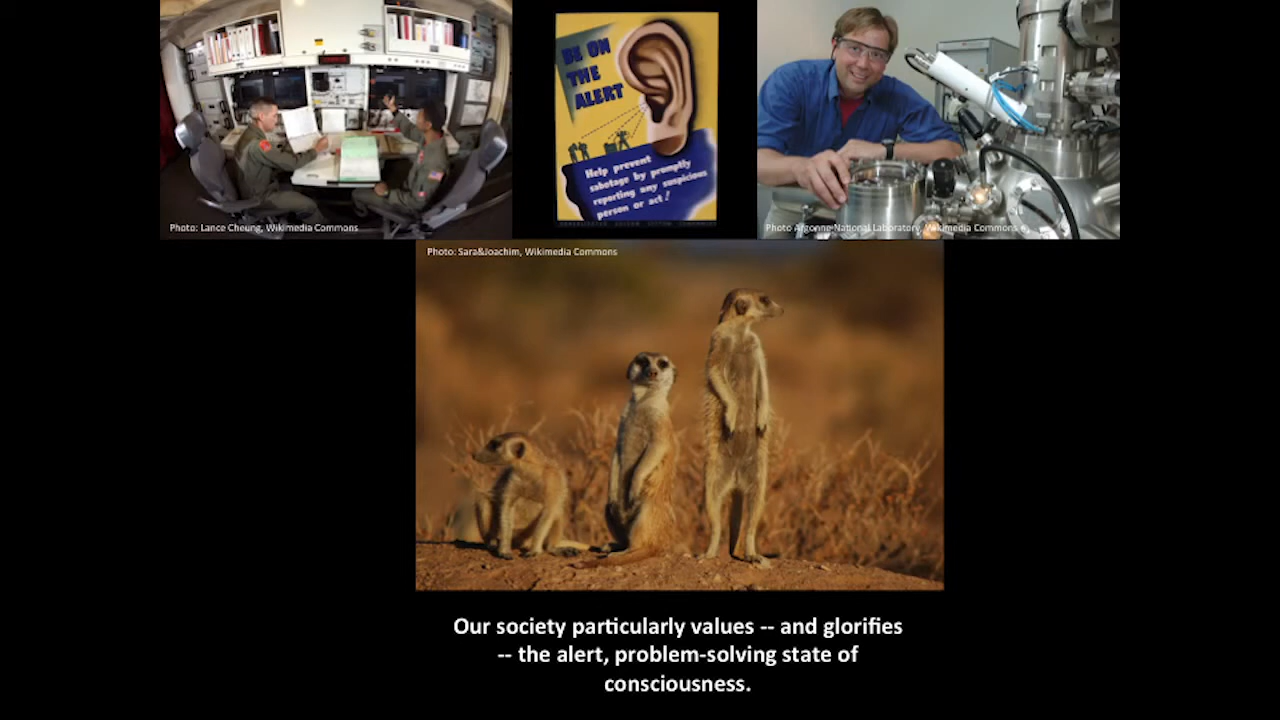 BE ON
THE
ALERT
Help prevent
sabotage by promptly
reporting any suspicious
person or act!
Photo: Lance Cheung, Wikimedia Commons
Photo Argonne National Laboratory, Wikimedia Commons
Photo: Sara&Joachim, Wikimedia Commons
Our society particularly values -- and glorifies
-- the alert, problem-solving state of
consciousness.